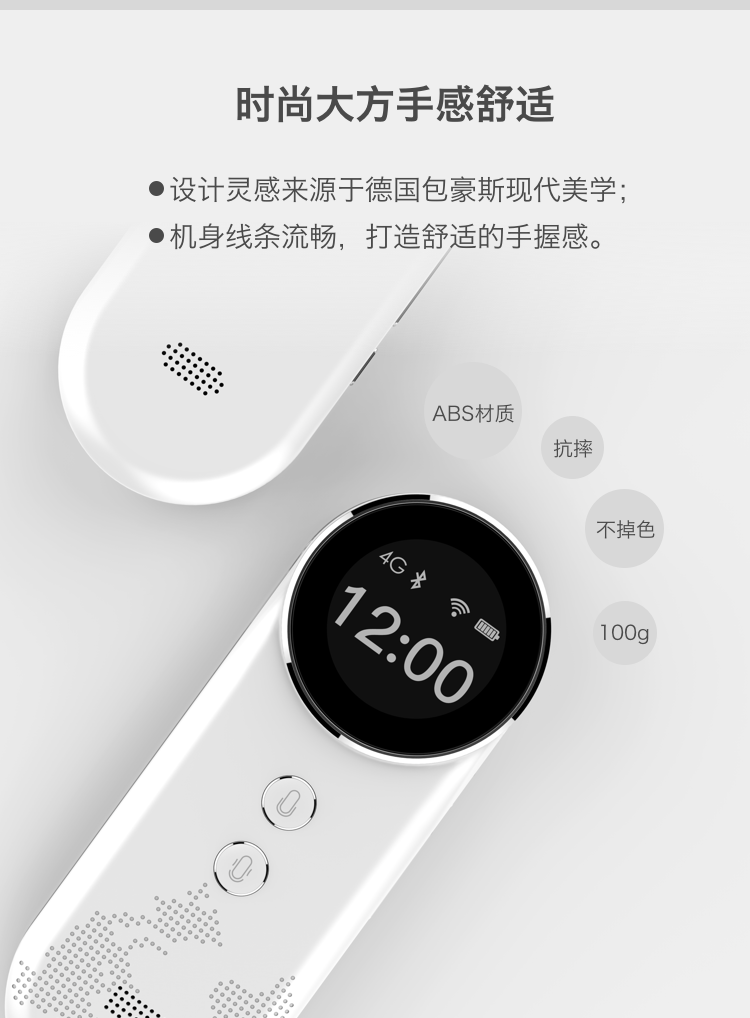 时尚大方手感舒适
●设计灵感来源于德国包豪斯现代美学；
●机身线条流畅，打造舒适的手握感。
ABS材质
抗摔
不掉色
100g
4G
12:00